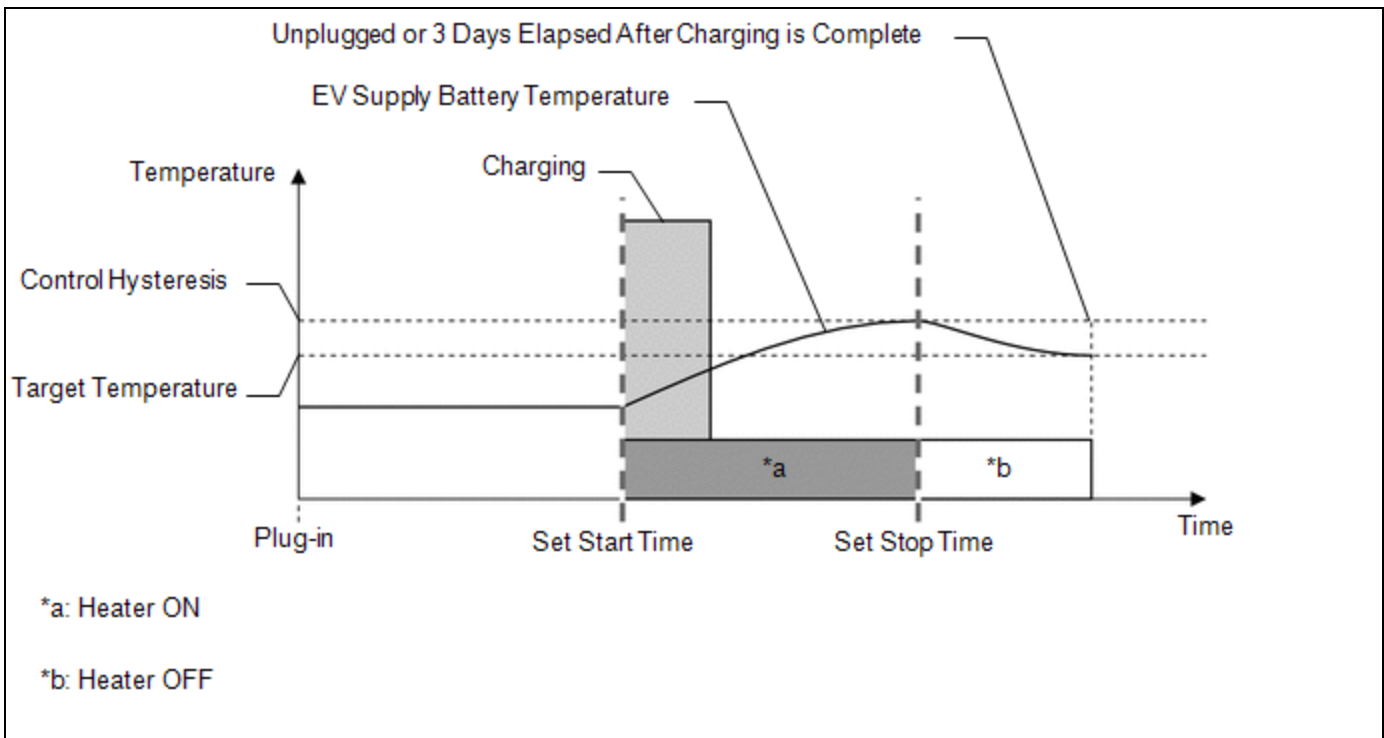 Unplugged or 3 Days Elapsed After Charging is Complete
EV Supply Battery Temperature
Charging
Temperature
Control Hysteresis
Target Temperature
*a
*b
Plug-in
Set Start Time
Set Stop Time
Time
*a: Heater ON
*b: Heater OFF